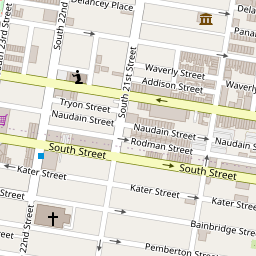 Delancey Place
Delan
South 23rd Street
South 22nd
Panam
South 21st Street
Waverly Street
Addison Street
Waverly
Tryon Street
Naudain Street
Naudain Street
Naudain S
Rodman Street
South Street
South Street
Kater Street
Kater Street
Kater Str
22nd Street
Bainbridge Street
Pemberton Street